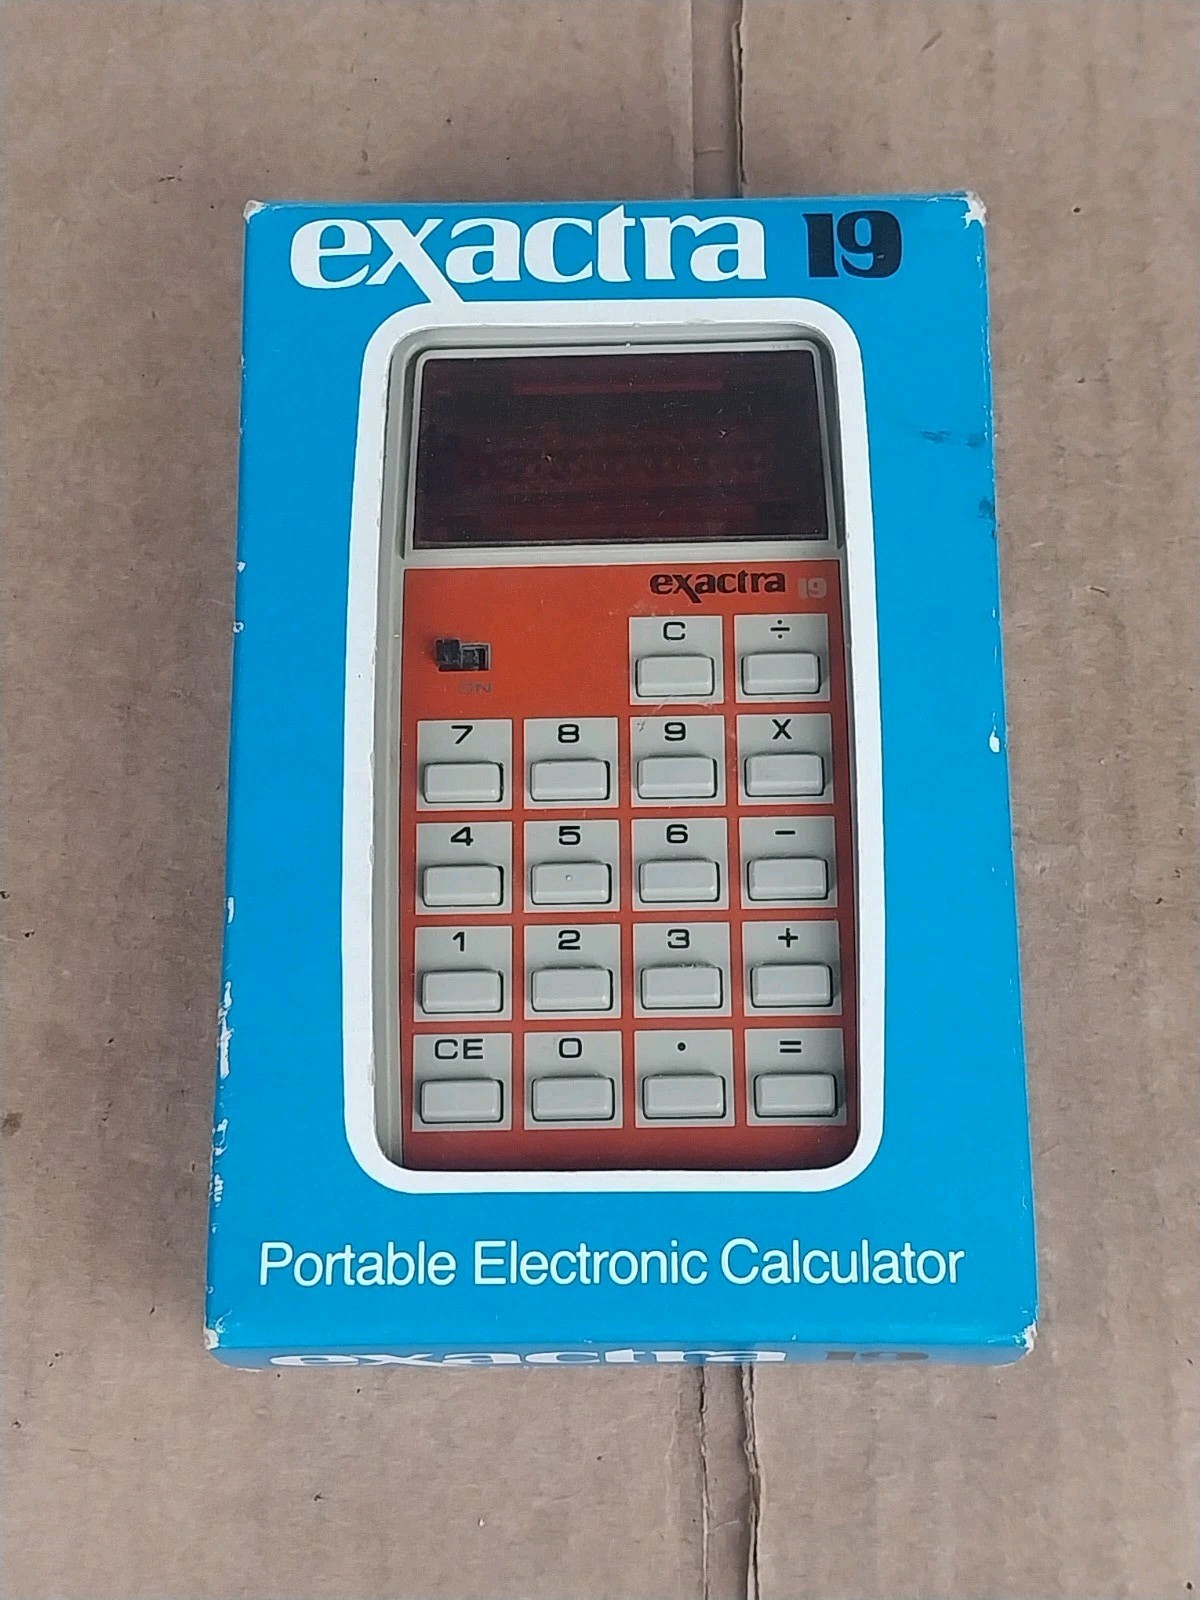 exactra 19
exactra 19
ON
C ÷
7 8 9 X
4 5 6 −
1 2 3 +
CE 0 . =
Portable Electronic Calculator
exactra 19